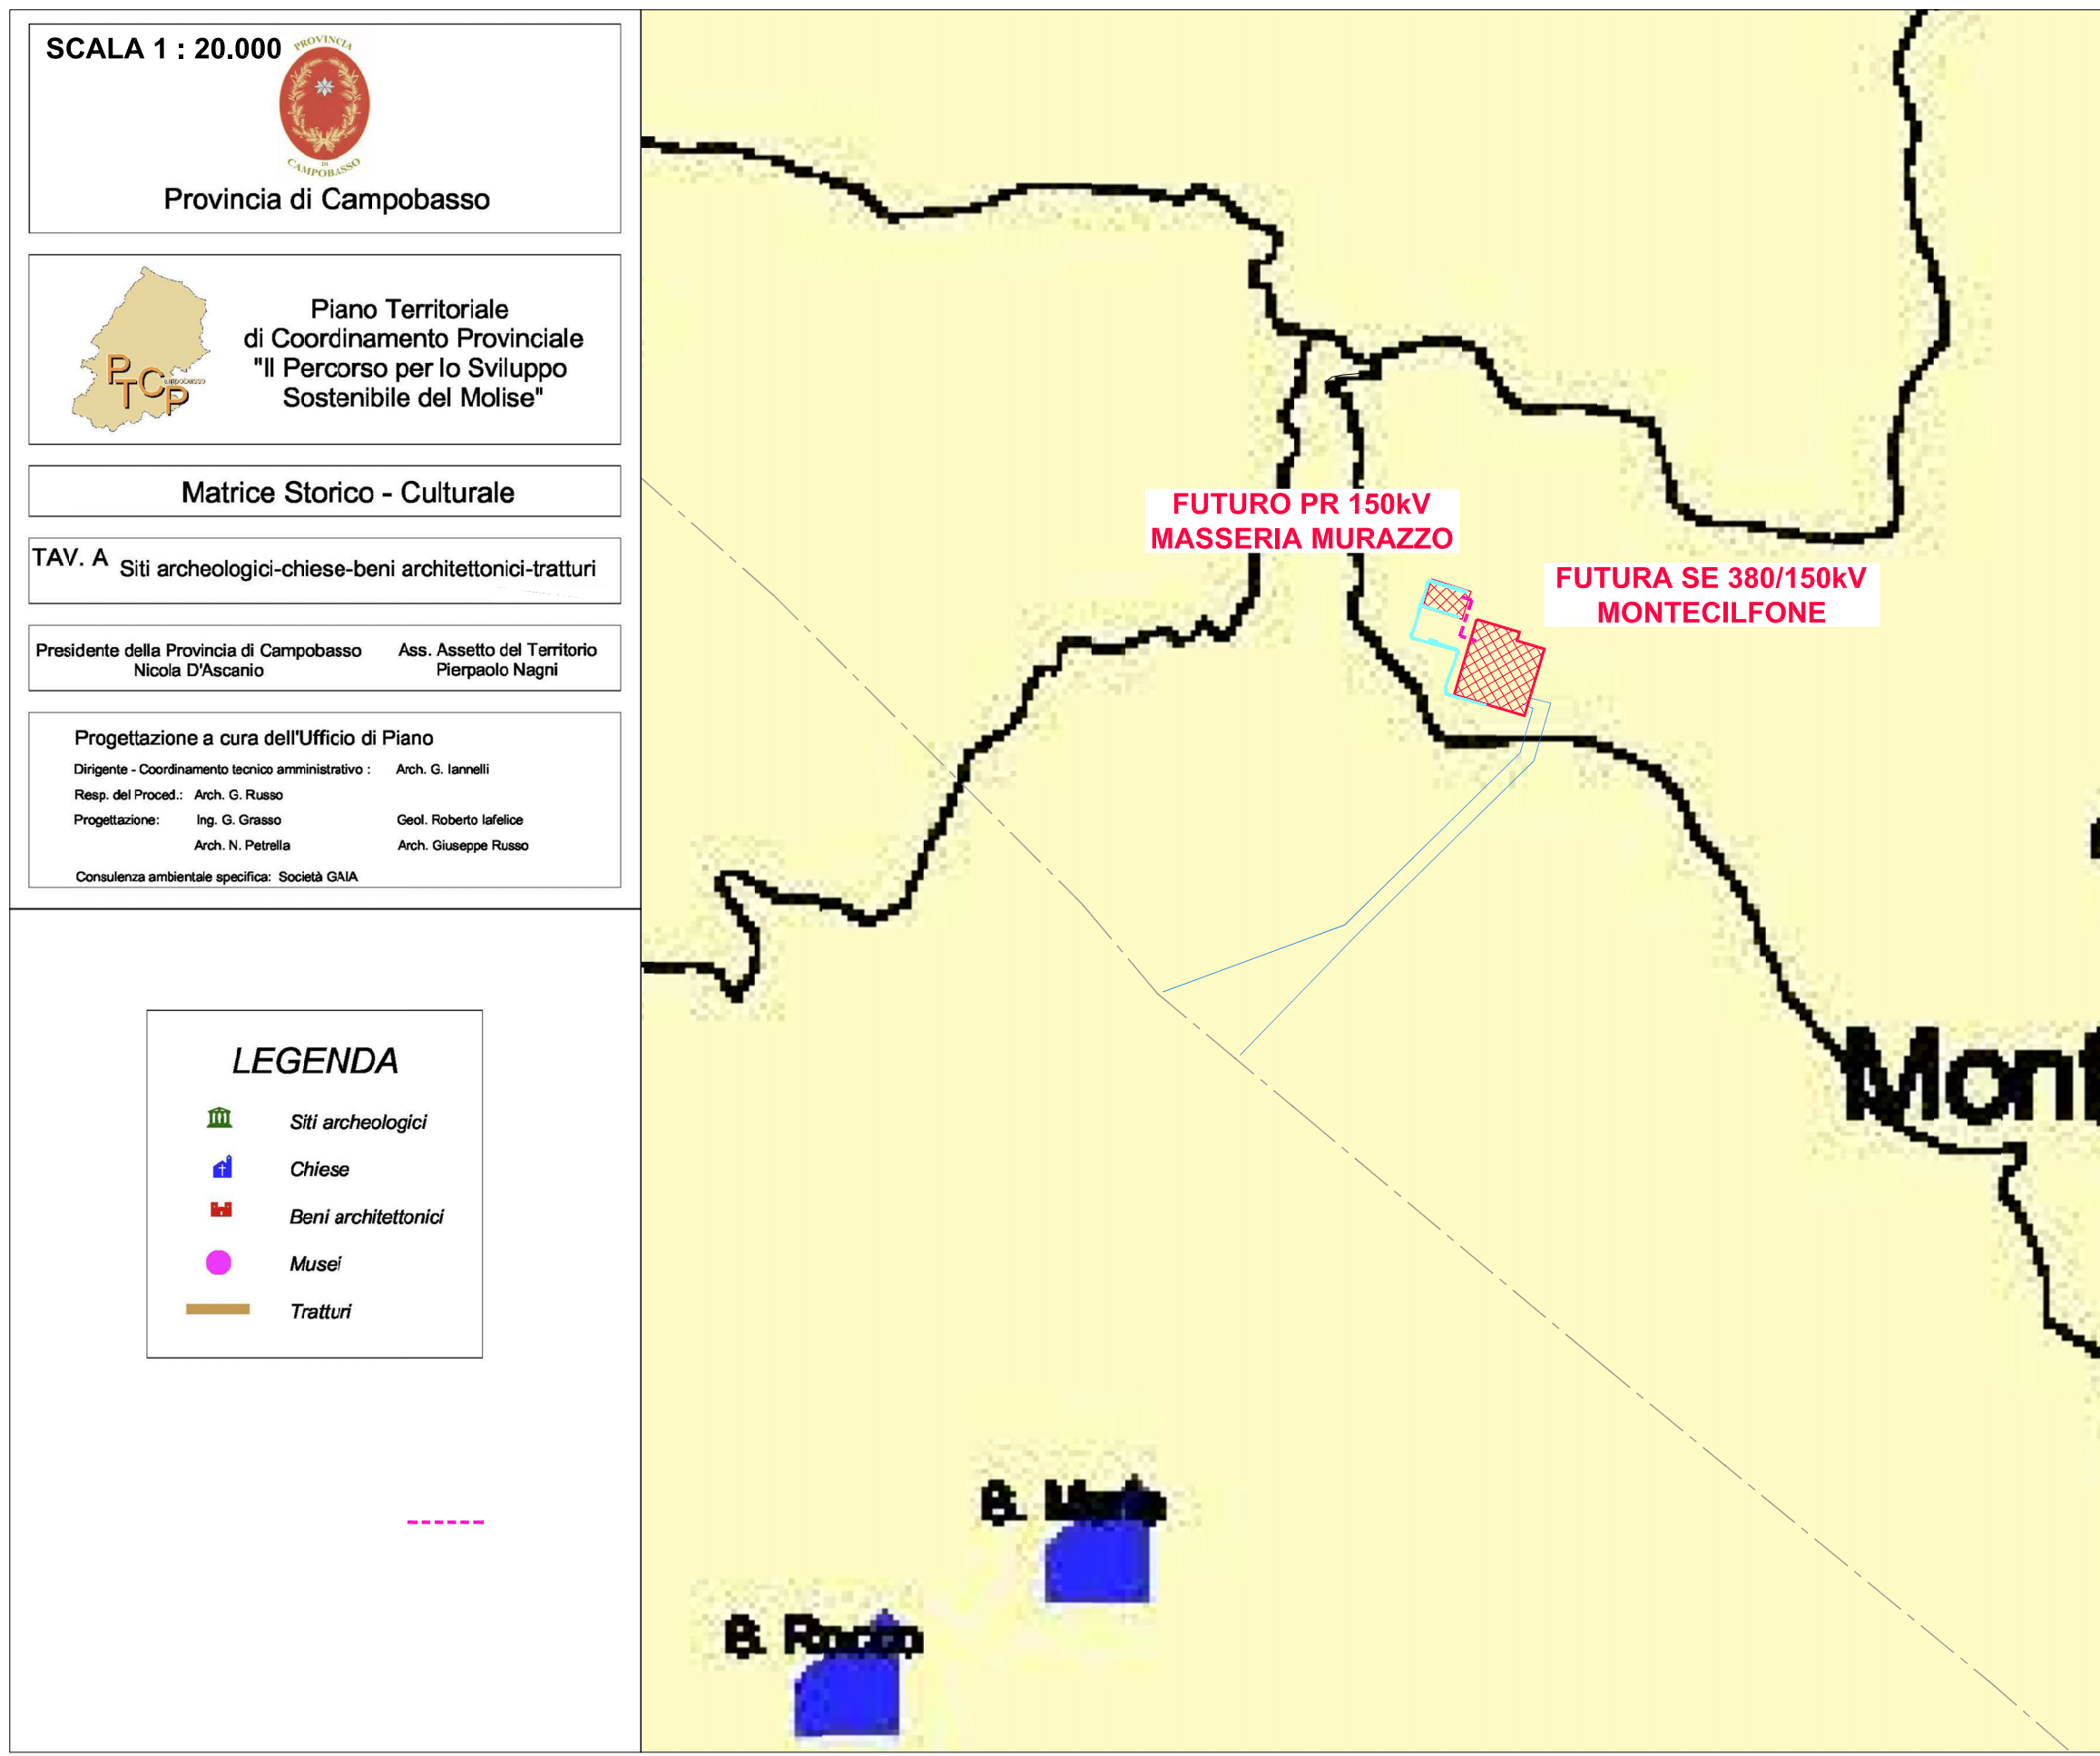 SCALA 1 : 20.000
PROVINCIA
DI
CAMPOBASSO
Provincia di Campobasso
Piano Territoriale
di Coordinamento Provinciale
"Il Percorso per lo Sviluppo
Sostenibile del Molise"
PTCP
Campobasso
Matrice Storico - Culturale
TAV. A Siti archeologici-chiese-beni architettonici-tratturi
Presidente della Provincia di Campobasso
Nicola D'Ascanio
Ass. Assetto del Territorio
Pierpaolo Nagni
Progettazione a cura dell'Ufficio di Piano
Dirigente - Coordinamento tecnico amministrativo : Arch. G. Iannelli
Resp. del Proced.: Arch. G. Russo
Progettazione: Ing. G. Grasso Geol. Roberto Iafelice
Arch. N. Petrella Arch. Giuseppe Russo
Consulenza ambientale specifica: Società GAIA
LEGENDA
Siti archeologici
Chiese
Beni architettonici
Musei
Tratturi
FUTURO PR 150kV
MASSERIA MURAZZO
FUTURA SE 380/150kV
MONTECILFONE
Mont
B.
B.